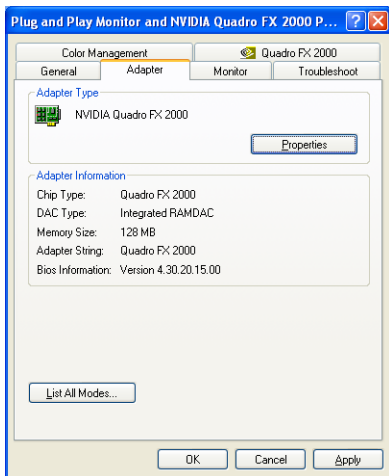 Plug and Play Monitor and NVIDIA Quadro FX 2000 P...
Color Management
Quadro FX 2000
General
Adapter
Monitor
Troubleshoot
Adapter Type
NVIDIA Quadro FX 2000
Properties
Adapter Information
Chip Type: Quadro FX 2000
DAC Type: Integrated RAMDAC
Memory Size: 128 MB
Adapter String: Quadro FX 2000
Bios Information: Version 4.30.20.15.00
List All Modes...
OK
Cancel
Apply